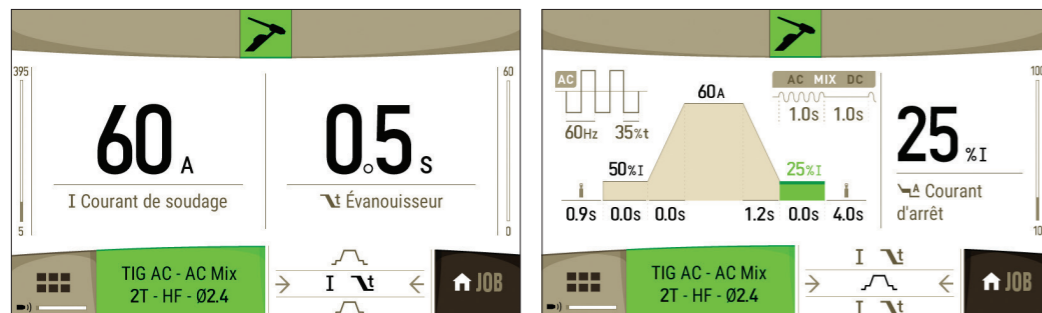 395
60
60 A
0.5 s
I Courant de soudage
t Évanouisseur
5
0
TIG AC - AC Mix
2T - HF - Ø2.4
I t
JOB
AC
60Hz 35%t
60A
AC MIX DC
1.0s 1.0s
100
25 %I
50%I
25%I
A Courant
d'arrêt
0.9s 0.0s 0.0s 1.2s 0.0s 4.0s
10
TIG AC - AC Mix
2T - HF - Ø2.4
I t
I t
JOB